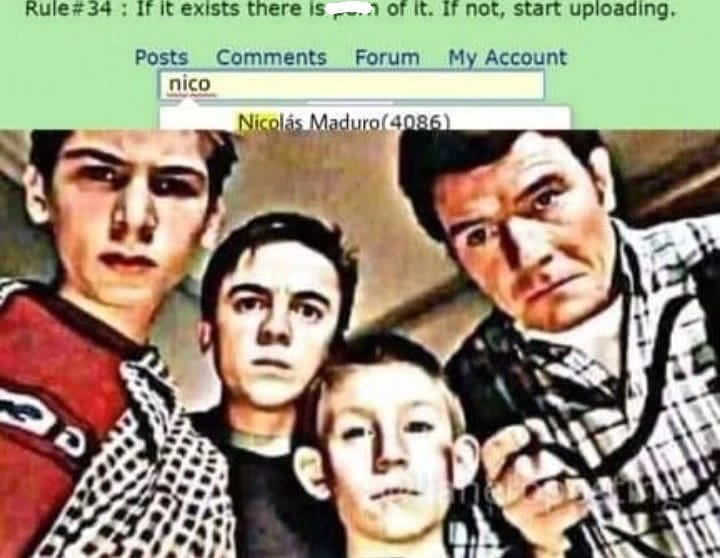 Rule#34 : If it exists there is of it. If not, start uploading.
Posts Comments Forum My Account
nico
Nicolás Maduro(4086)